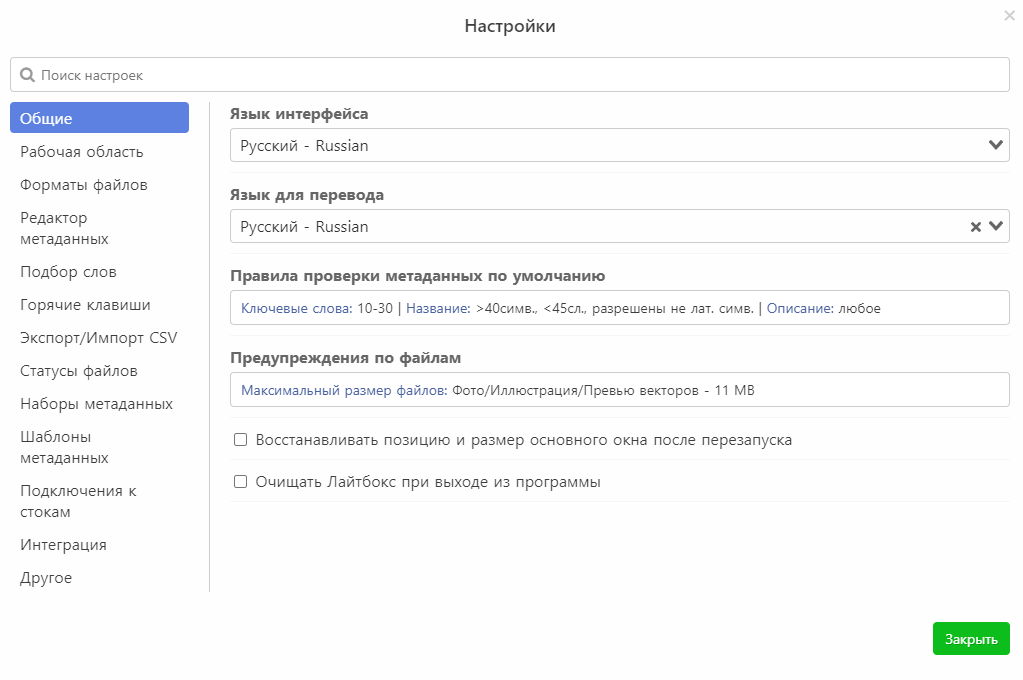 Настройки
Поиск настроек
Общие
Рабочая область
Форматы файлов
Редактор
метаданных
Подбор слов
Горячие клавиши
Экспорт/Импорт CSV
Статусы файлов
Наборы метаданных
Шаблоны
метаданных
Подключения к
стокам
Интеграция
Другое
Язык интерфейса
Русский - Russian
Язык для перевода
Русский - Russian
Правила проверки метаданных по умолчанию
Ключевые слова: 10-30 | Название: >40симв., <45сл., разрешены не лат. симв. | Описание: любое
Предупреждения по файлам
Максимальный размер файлов: Фото/Иллюстрация/Превью векторов - 11 MB
Восстанавливать позицию и размер основного окна после перезапуска
Очищать Лайтбокс при выходе из программы
Закрыть